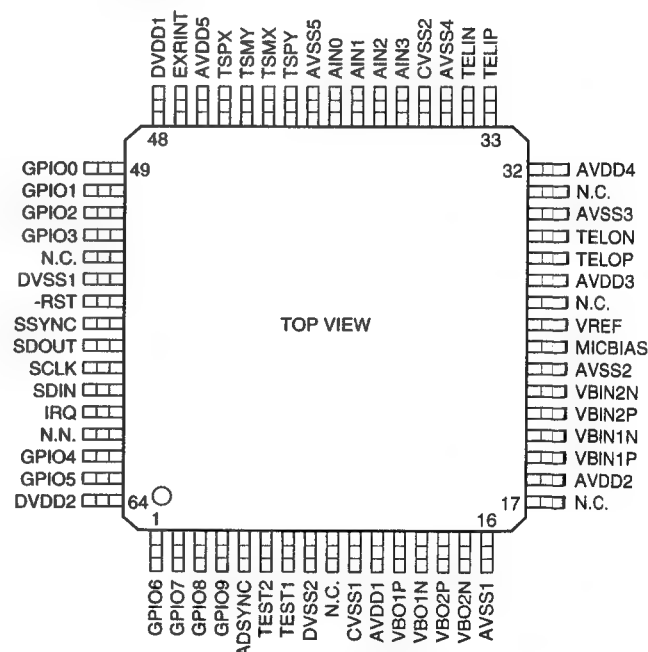 DVDD1
EXRINT
AVDD5
TSPX
TSMY
TSMX
TSPY
AVSS5
AIN0
AIN1
AIN2
AIN3
CVSS2
AVSS4
TELIN
TELIP
48
33
GPIO0
49
32
AVDD4
GPIO1
N.C.
GPIO2
AVSS3
GPIO3
TELON
N.C.
TELOP
DVSS1
AVDD3
-RST
N.C.
SSYNC
TOP VIEW
VREF
SDOUT
MICBIAS
SCLK
AVSS2
SDIN
VBIN2N
IRQ
VBIN2P
N.N.
VBIN1N
GPIO4
VBIN1P
GPIO5
AVDD2
DVDD2
64
17
N.C.
1
16
GPIO6
GPIO7
GPIO8
GPIO9
ADSYNC
TEST2
TEST1
DVSS2
N.C.
CVSS1
AVDD1
VBO1P
VBO1N
VBO2P
VBO2N
AVSS1